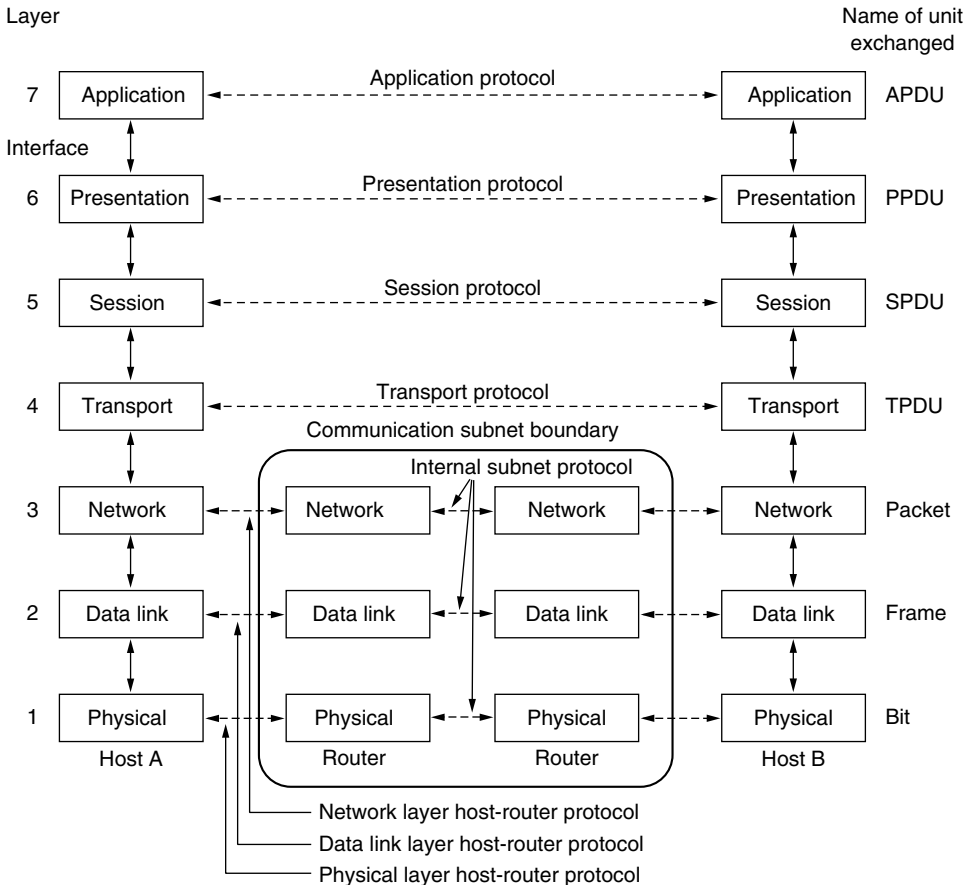 Layer
Name of unit
exchanged
Application protocol
7 Application Application APDU
Interface
Presentation protocol
6 Presentation Presentation PPDU
Session protocol
5 Session Session SPDU
Transport protocol
4 Transport Transport TPDU
Communication subnet boundary
Internal subnet protocol
3 Network Network Network Network Packet
2 Data link Data link Data link Data link Frame
1 Physical Physical Physical Physical Bit
Host A Router Router Host B
Network layer host-router protocol
Data link layer host-router protocol
Physical layer host-router protocol